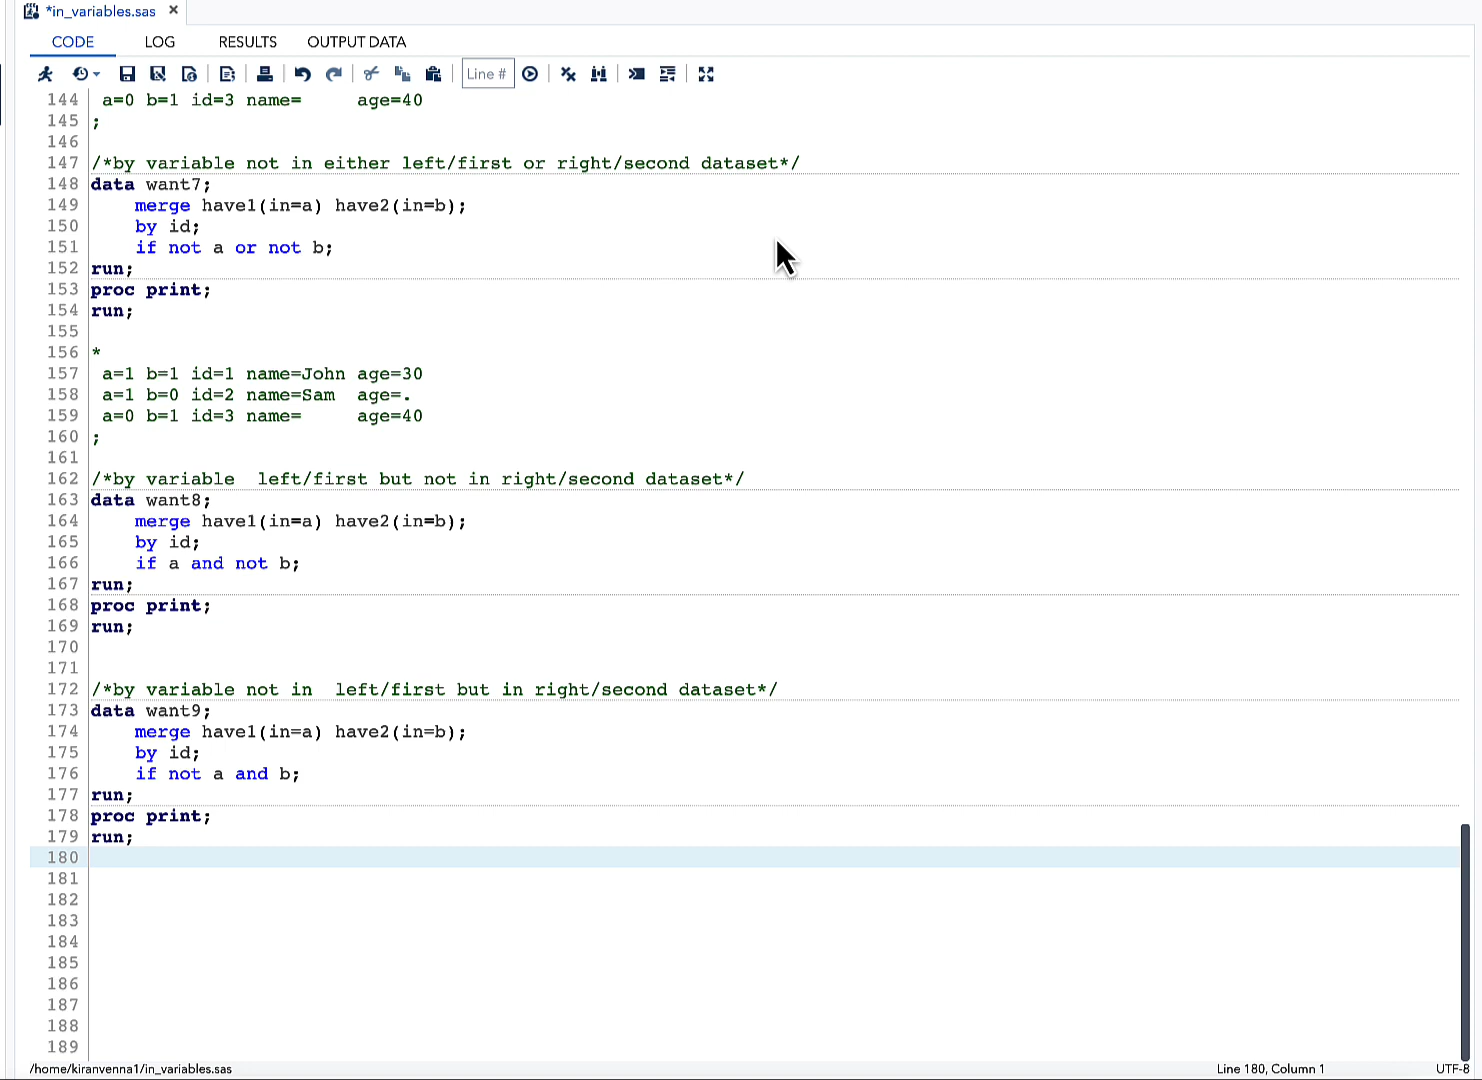 *in_variables.sas ×
CODE LOG RESULTS OUTPUT DATA
Line #
144  a=0 b=1 id=3 name=     age=40
145 ;
146
147 /*by variable not in either left/first or right/second dataset*/
148 data want7;
149     merge have1(in=a) have2(in=b);
150     by id;
151     if not a or not b;
152 run;
153 proc print;
154 run;
155
156 *
157  a=1 b=1 id=1 name=John age=30
158  a=1 b=0 id=2 name=Sam  age=.
159  a=0 b=1 id=3 name=     age=40
160 ;
161
162 /*by variable  left/first but not in right/second dataset*/
163 data want8;
164     merge have1(in=a) have2(in=b);
165     by id;
166     if a and not b;
167 run;
168 proc print;
169 run;
170
171
172 /*by variable not in  left/first but in right/second dataset*/
173 data want9;
174     merge have1(in=a) have2(in=b);
175     by id;
176     if not a and b;
177 run;
178 proc print;
179 run;
180
181
182
183
184
185
186
187
188
189
/home/kiranvenna1/in_variables.sas Line 180, Column 1 UTF-8